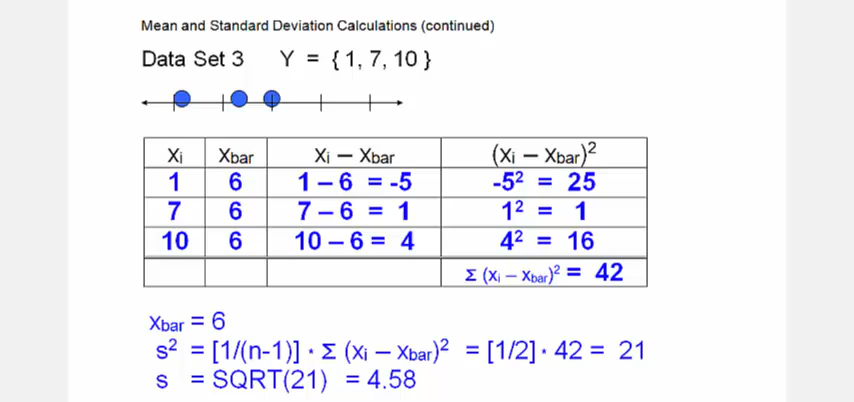 Mean and Standard Deviation Calculations (continued)
Data Set 3 Y = { 1, 7, 10 }
Xi Xbar Xi – Xbar (Xi – Xbar)²
1 6 1 – 6 = -5 -5² = 25
7 6 7 – 6 = 1 1² = 1
10 6 10 – 6 = 4 4² = 16
Σ (Xi – Xbar)² = 42
Xbar = 6
s² = [1/(n-1)] · Σ (Xi – Xbar)² = [1/2] · 42 = 21
s = SQRT(21) = 4.58